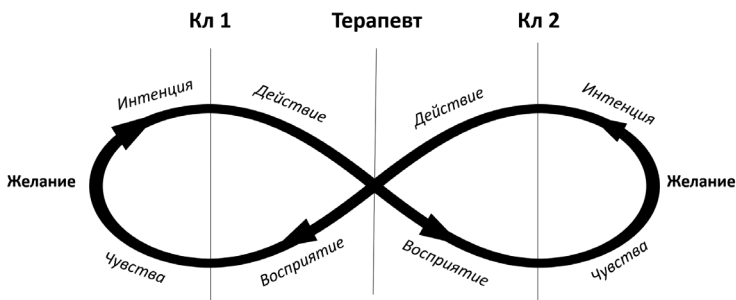 Кл 1
Терапевт
Кл 2
Интенция
Действие
Действие
Интенция
Желание
Желание
Чувства
Восприятие
Восприятие
Чувства